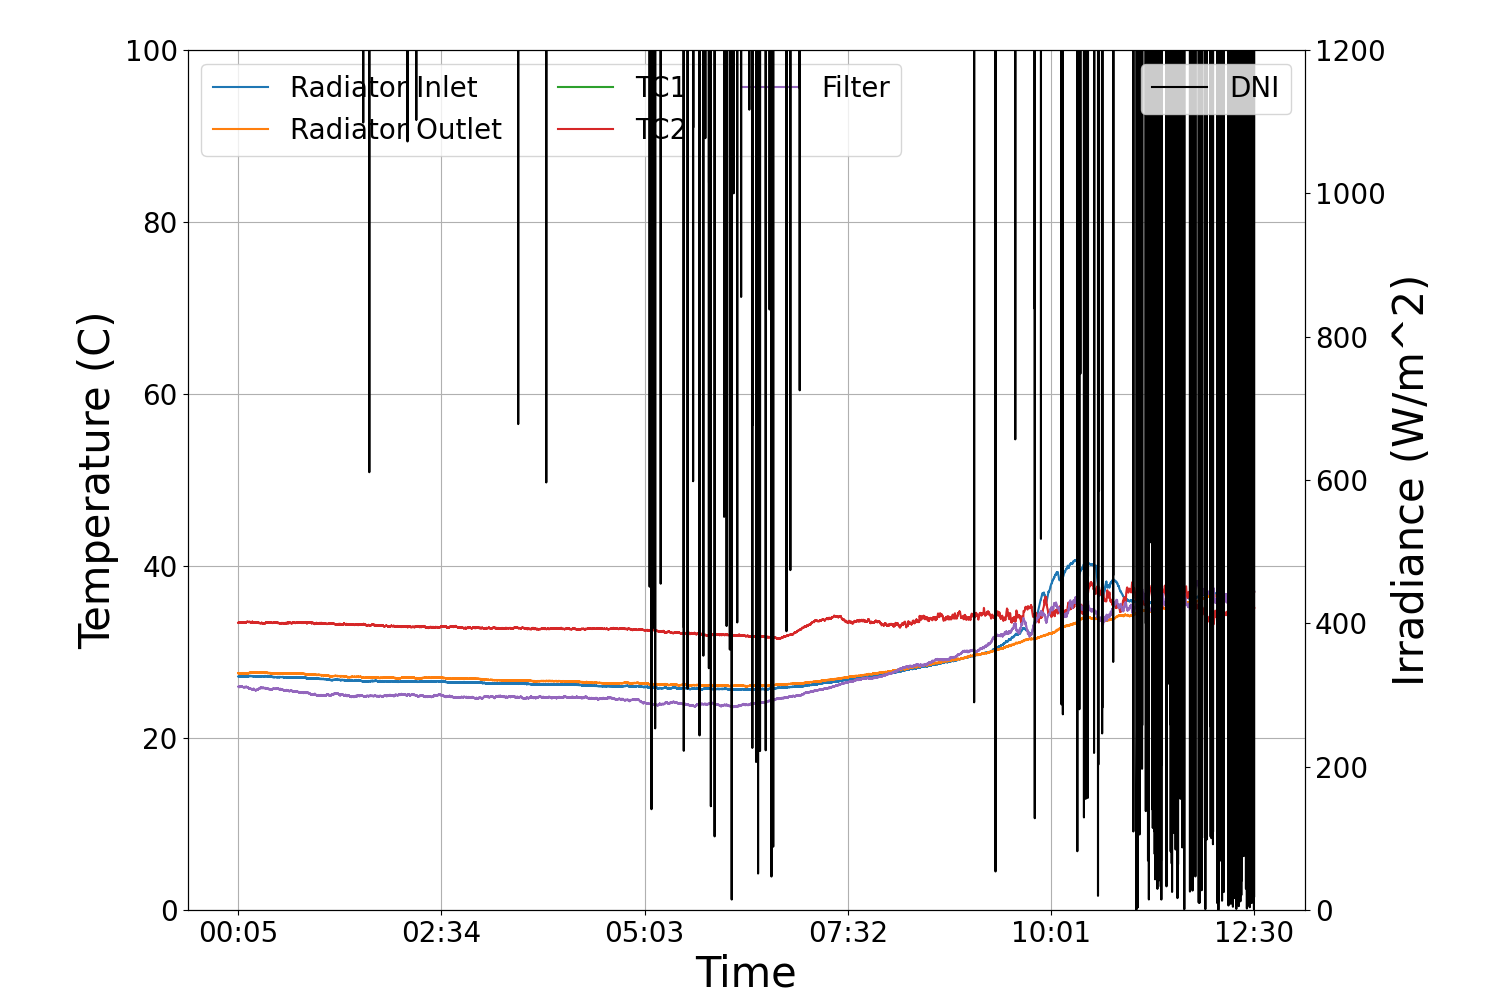 Radiator Inlet
Radiator Outlet
TC1
TC2
Filter
DNI
100
80
60
40
20
0
Temperature (C)
1200
1000
800
600
400
200
0
Irradiance (W/m^2)
00:05 02:34 05:03 07:32 10:01 12:30
Time